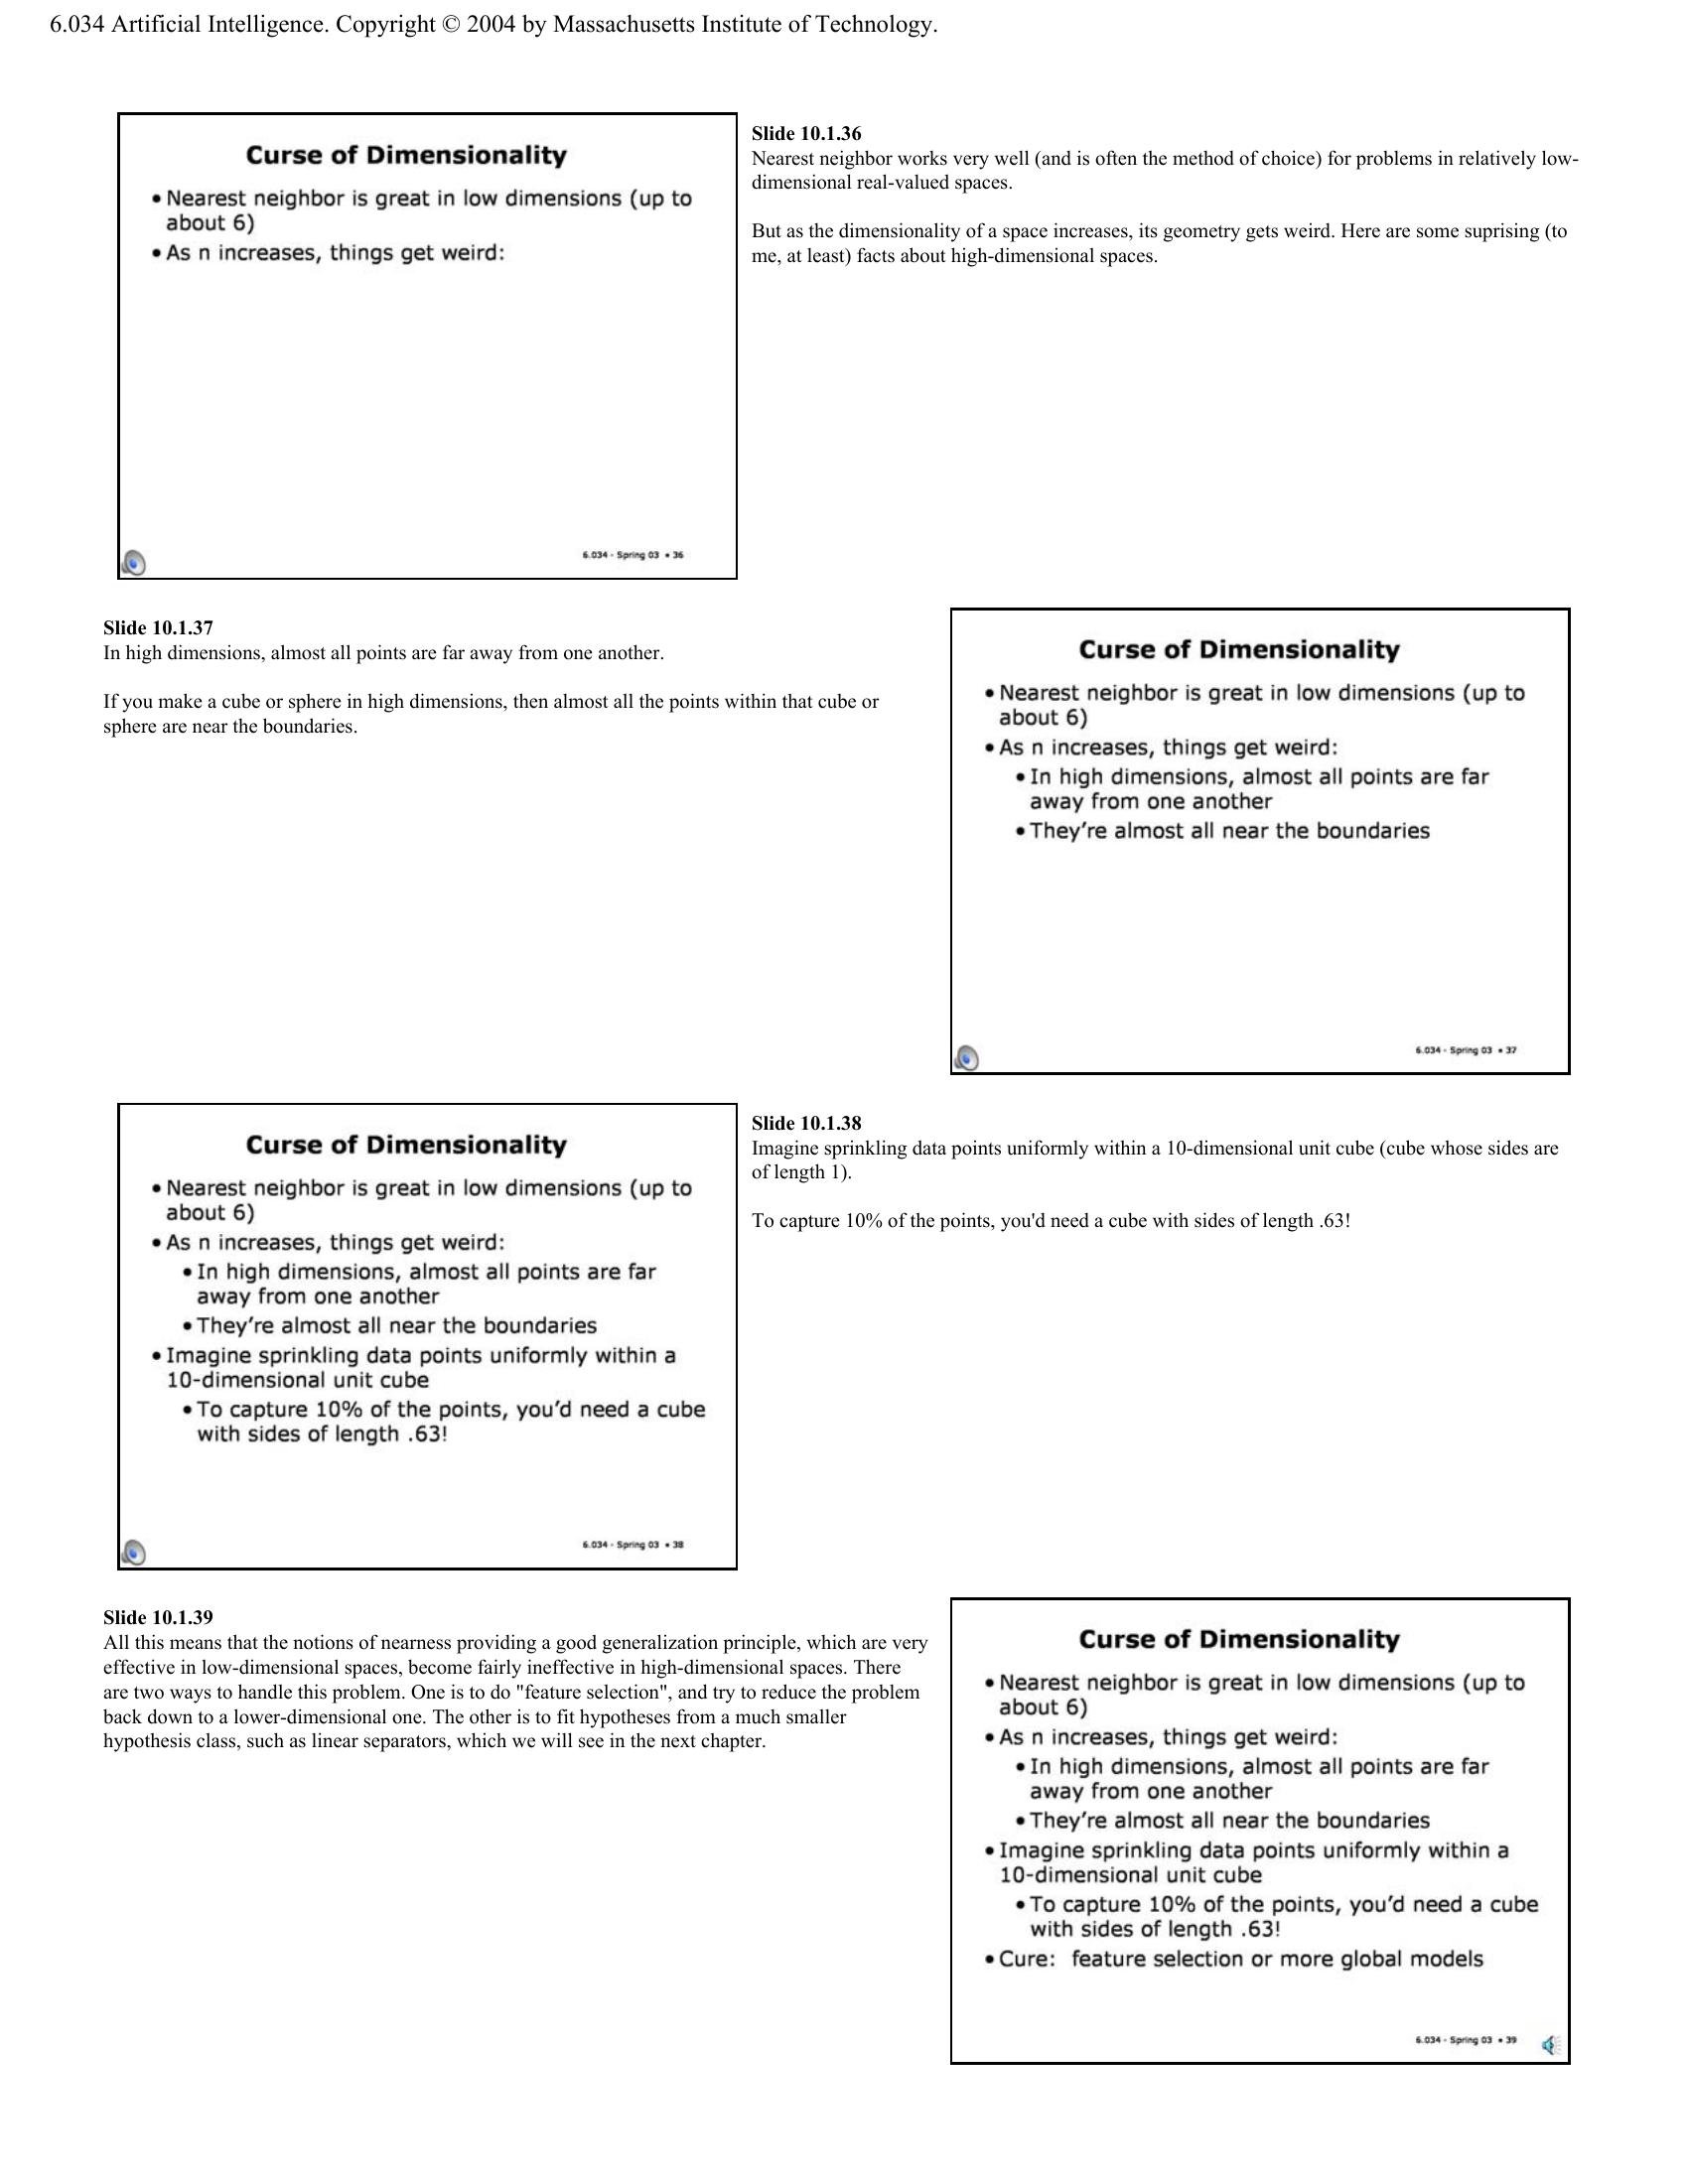 6.034 Artificial Intelligence. Copyright © 2004 by Massachusetts Institute of Technology.
Curse of Dimensionality
• Nearest neighbor is great in low dimensions (up to
about 6)
• As n increases, things get weird:
6.034 - Spring 03 • 36
Slide 10.1.36
Nearest neighbor works very well (and is often the method of choice) for problems in relatively low-
dimensional real-valued spaces.
But as the dimensionality of a space increases, its geometry gets weird. Here are some suprising (to
me, at least) facts about high-dimensional spaces.
Slide 10.1.37
In high dimensions, almost all points are far away from one another.
If you make a cube or sphere in high dimensions, then almost all the points within that cube or
sphere are near the boundaries.
Curse of Dimensionality
• Nearest neighbor is great in low dimensions (up to
about 6)
• As n increases, things get weird:
• In high dimensions, almost all points are far
away from one another
• They're almost all near the boundaries
6.034 - Spring 03 • 37
Curse of Dimensionality
• Nearest neighbor is great in low dimensions (up to
about 6)
• As n increases, things get weird:
• In high dimensions, almost all points are far
away from one another
• They're almost all near the boundaries
• Imagine sprinkling data points uniformly within a
10-dimensional unit cube
• To capture 10% of the points, you'd need a cube
with sides of length .63!
6.034 - Spring 03 • 38
Slide 10.1.38
Imagine sprinkling data points uniformly within a 10-dimensional unit cube (cube whose sides are
of length 1).
To capture 10% of the points, you'd need a cube with sides of length .63!
Slide 10.1.39
All this means that the notions of nearness providing a good generalization principle, which are very
effective in low-dimensional spaces, become fairly ineffective in high-dimensional spaces. There
are two ways to handle this problem. One is to do "feature selection", and try to reduce the problem
back down to a lower-dimensional one. The other is to fit hypotheses from a much smaller
hypothesis class, such as linear separators, which we will see in the next chapter.
Curse of Dimensionality
• Nearest neighbor is great in low dimensions (up to
about 6)
• As n increases, things get weird:
• In high dimensions, almost all points are far
away from one another
• They're almost all near the boundaries
• Imagine sprinkling data points uniformly within a
10-dimensional unit cube
• To capture 10% of the points, you'd need a cube
with sides of length .63!
• Cure: feature selection or more global models
6.034 - Spring 03 • 39